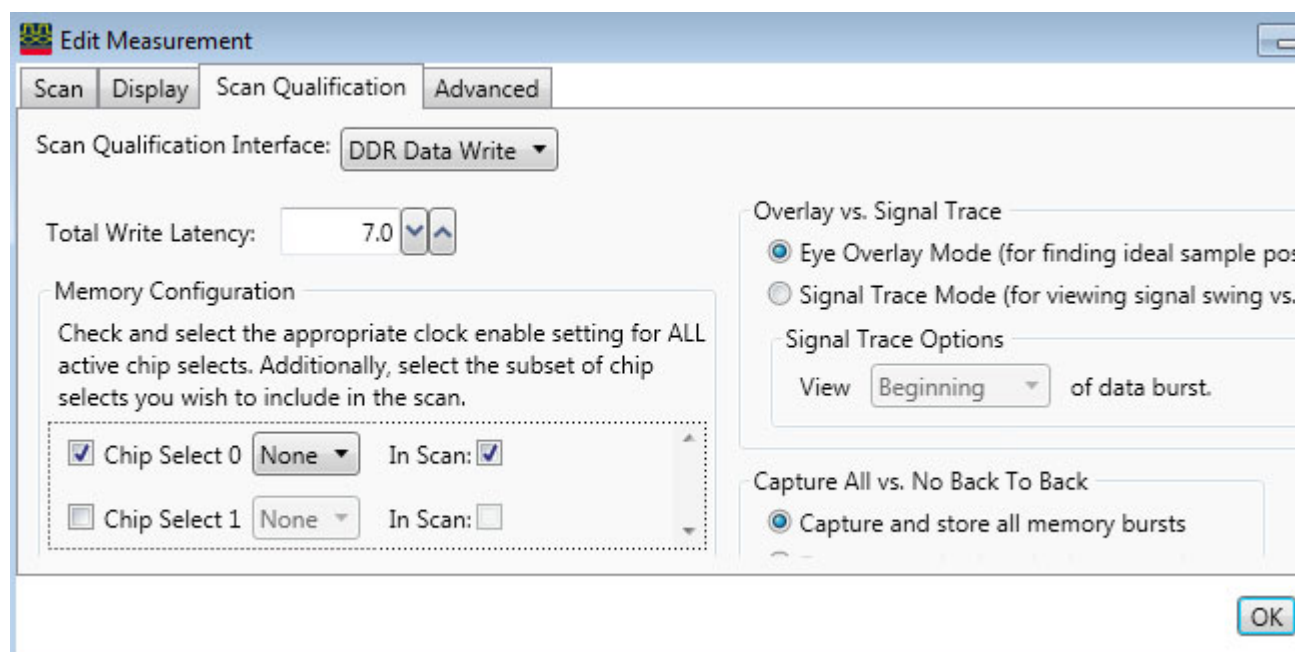 Edit Measurement
Scan Display Scan Qualification Advanced
Scan Qualification Interface: DDR Data Write
Total Write Latency: 7.0
Memory Configuration
Check and select the appropriate clock enable setting for ALL
active chip selects. Additionally, select the subset of chip
selects you wish to include in the scan.
Chip Select 0 None In Scan:
Chip Select 1 None In Scan:
Overlay vs. Signal Trace
Eye Overlay Mode (for finding ideal sample pos
Signal Trace Mode (for viewing signal swing vs.
Signal Trace Options
View Beginning of data burst.
Capture All vs. No Back To Back
Capture and store all memory bursts
OK